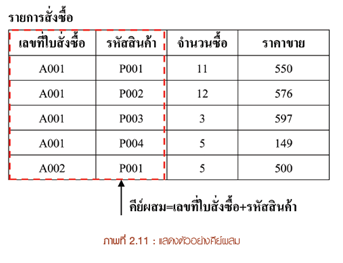 รายการสั่งซื้อ
เลขที่ใบสั่งซื้อ รหัสสินค้า จำนวนซื้อ ราคาขาย
A001 P001 11 550
A001 P002 12 576
A001 P003 3 597
A001 P004 5 149
A002 P001 5 500
คีย์ผสม=เลขที่ใบสั่งซื้อ+รหัสสินค้า
ภาพที่ 2.11 : แสดงตัวอย่างคีย์ผสม